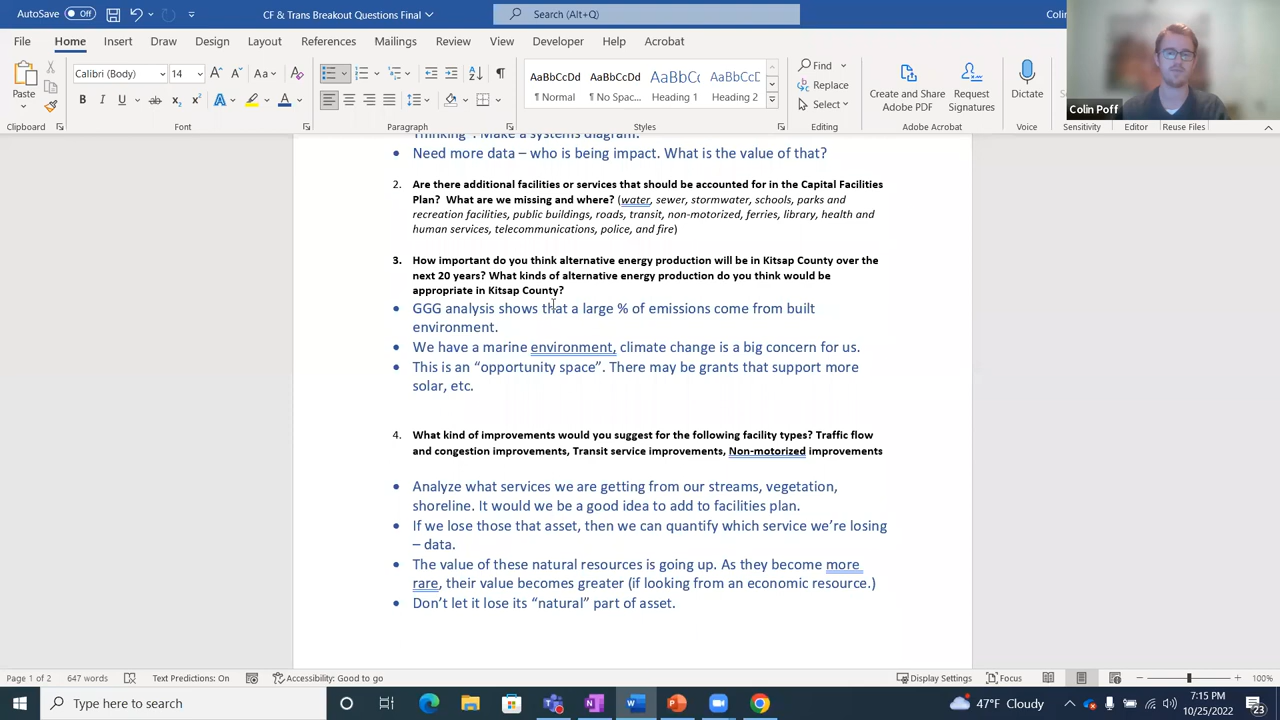 AutoSave Off CF & Trans Breakout Questions Final Search (Alt+Q) Colin
File Home Insert Draw Design Layout References Mailings Review View Developer Help Acrobat
Paste Calibri (Body) 14 Aa AaBbCcDd AaBbCcDd AaBbC AaBbCcD Find Replace Select Create and Share Adobe PDF Request Signatures Dictate
¶ Normal ¶ No Spac... Heading 1 Heading 2
Clipboard Font Paragraph Styles Editing Adobe Acrobat Voice Sensitivity Editor Reuse Files
Colin Poff
Thinking". Make a systems diagram.
• Need more data – who is being impact. What is the value of that?
2. Are there additional facilities or services that should be accounted for in the Capital Facilities
Plan? What are we missing and where? (water, sewer, stormwater, schools, parks and
recreation facilities, public buildings, roads, transit, non-motorized, ferries, library, health and
human services, telecommunications, police, and fire)
3. How important do you think alternative energy production will be in Kitsap County over the
next 20 years? What kinds of alternative energy production do you think would be
appropriate in Kitsap County?
• GGG analysis shows that a large % of emissions come from built
environment.
• We have a marine environment, climate change is a big concern for us.
• This is an “opportunity space”. There may be grants that support more
solar, etc.
4. What kind of improvements would you suggest for the following facility types? Traffic flow
and congestion improvements, Transit service improvements, Non-motorized improvements
• Analyze what services we are getting from our streams, vegetation,
shoreline. It would we be a good idea to add to facilities plan.
• If we lose those that asset, then we can quantify which service we’re losing
– data.
• The value of these natural resources is going up. As they become more
rare, their value becomes greater (if looking from an economic resource.)
• Don’t let it lose its “natural” part of asset.
Page 1 of 2 647 words Text Predictions: On Accessibility: Good to go Display Settings Focus 100%
Type here to search 47°F Cloudy 7:15 PM
10/25/2022 23